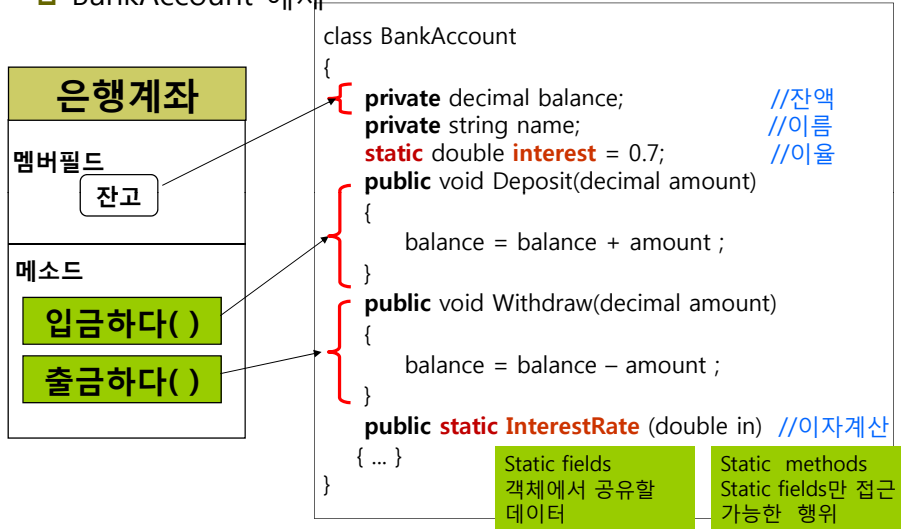 BankAccount 예제
은행계좌
멤버필드
잔고
메소드
입금하다( )
출금하다( )
class BankAccount
{
private decimal balance; //잔액
private string name; //이름
static double interest = 0.7; //이율
public void Deposit(decimal amount)
{
balance = balance + amount ;
}
public void Withdraw(decimal amount)
{
balance = balance – amount ;
}
public static InterestRate (double in) //이자계산
{ ... }
}
Static fields
객체에서 공유할
데이터
Static methods
Static fields만 접근
가능한 행위